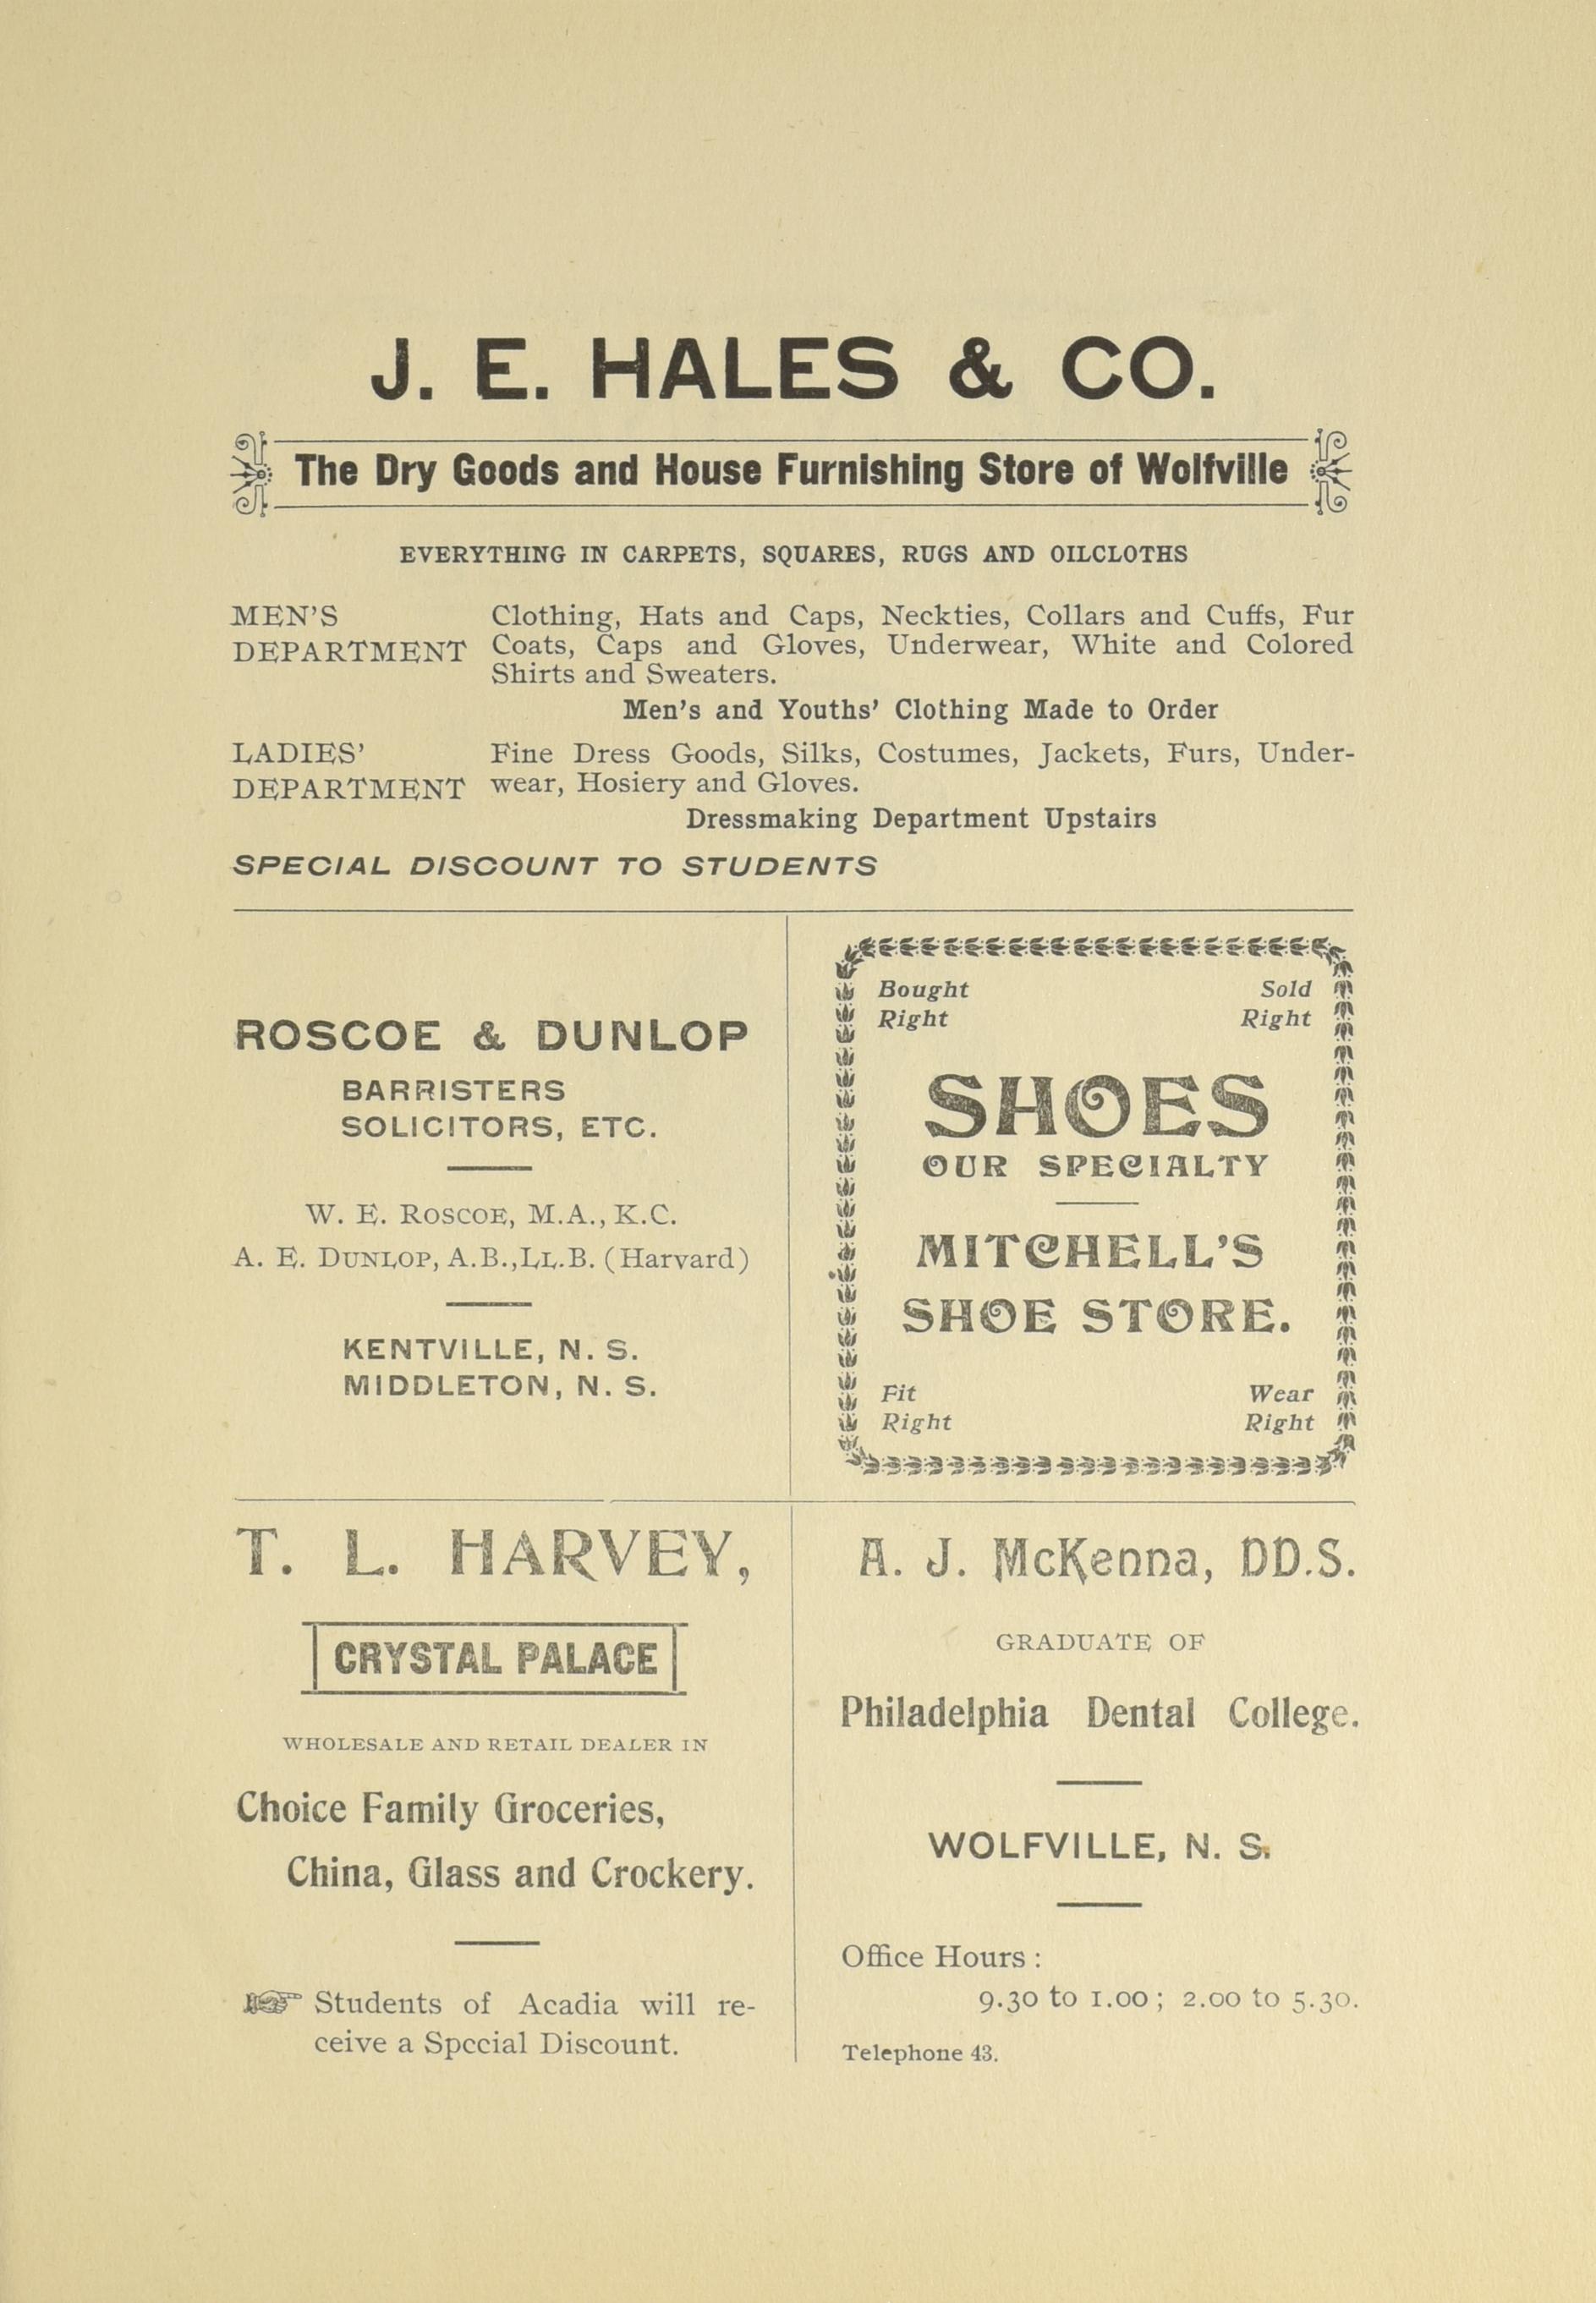 J. E. HALES & CO.
The Dry Goods and House Furnishing Store of Wolfville
EVERYTHING IN CARPETS, SQUARES, RUGS AND OILCLOTHS
MEN'S
DEPARTMENT
Clothing, Hats and Caps, Neckties, Collars and Cuffs, Fur
Coats, Caps and Gloves, Underwear, White and Colored
Shirts and Sweaters.
Men's and Youths' Clothing Made to Order
LADIES'
DEPARTMENT
Fine Dress Goods, Silks, Costumes, Jackets, Furs, Under-
wear, Hosiery and Gloves.
Dressmaking Department Upstairs
SPECIAL DISCOUNT TO STUDENTS
ROSCOE & DUNLOP
BARRISTERS
SOLICITORS, ETC.
W. E. ROSCOE, M.A., K.C.
A. E. DUNLOP, A.B.,LL.B. (Harvard)
KENTVILLE, N. S.
MIDDLETON, N. S.
Bought
Right
Sold
Right
SHOES
OUR SPECIALTY
MITCHELL'S
SHOE STORE.
Fit
Right
Wear
Right
T. L. HARVEY,
CRYSTAL PALACE
WHOLESALE AND RETAIL DEALER IN
Choice Family Groceries,
China, Glass and Crockery.
Students of Acadia will re-
ceive a Special Discount.
A. J. McKenna, DD.S.
GRADUATE OF
Philadelphia Dental College.
WOLFVILLE, N. S.
Office Hours :
9.30 to 1.00 ; 2.00 to 5.30.
Telephone 43.